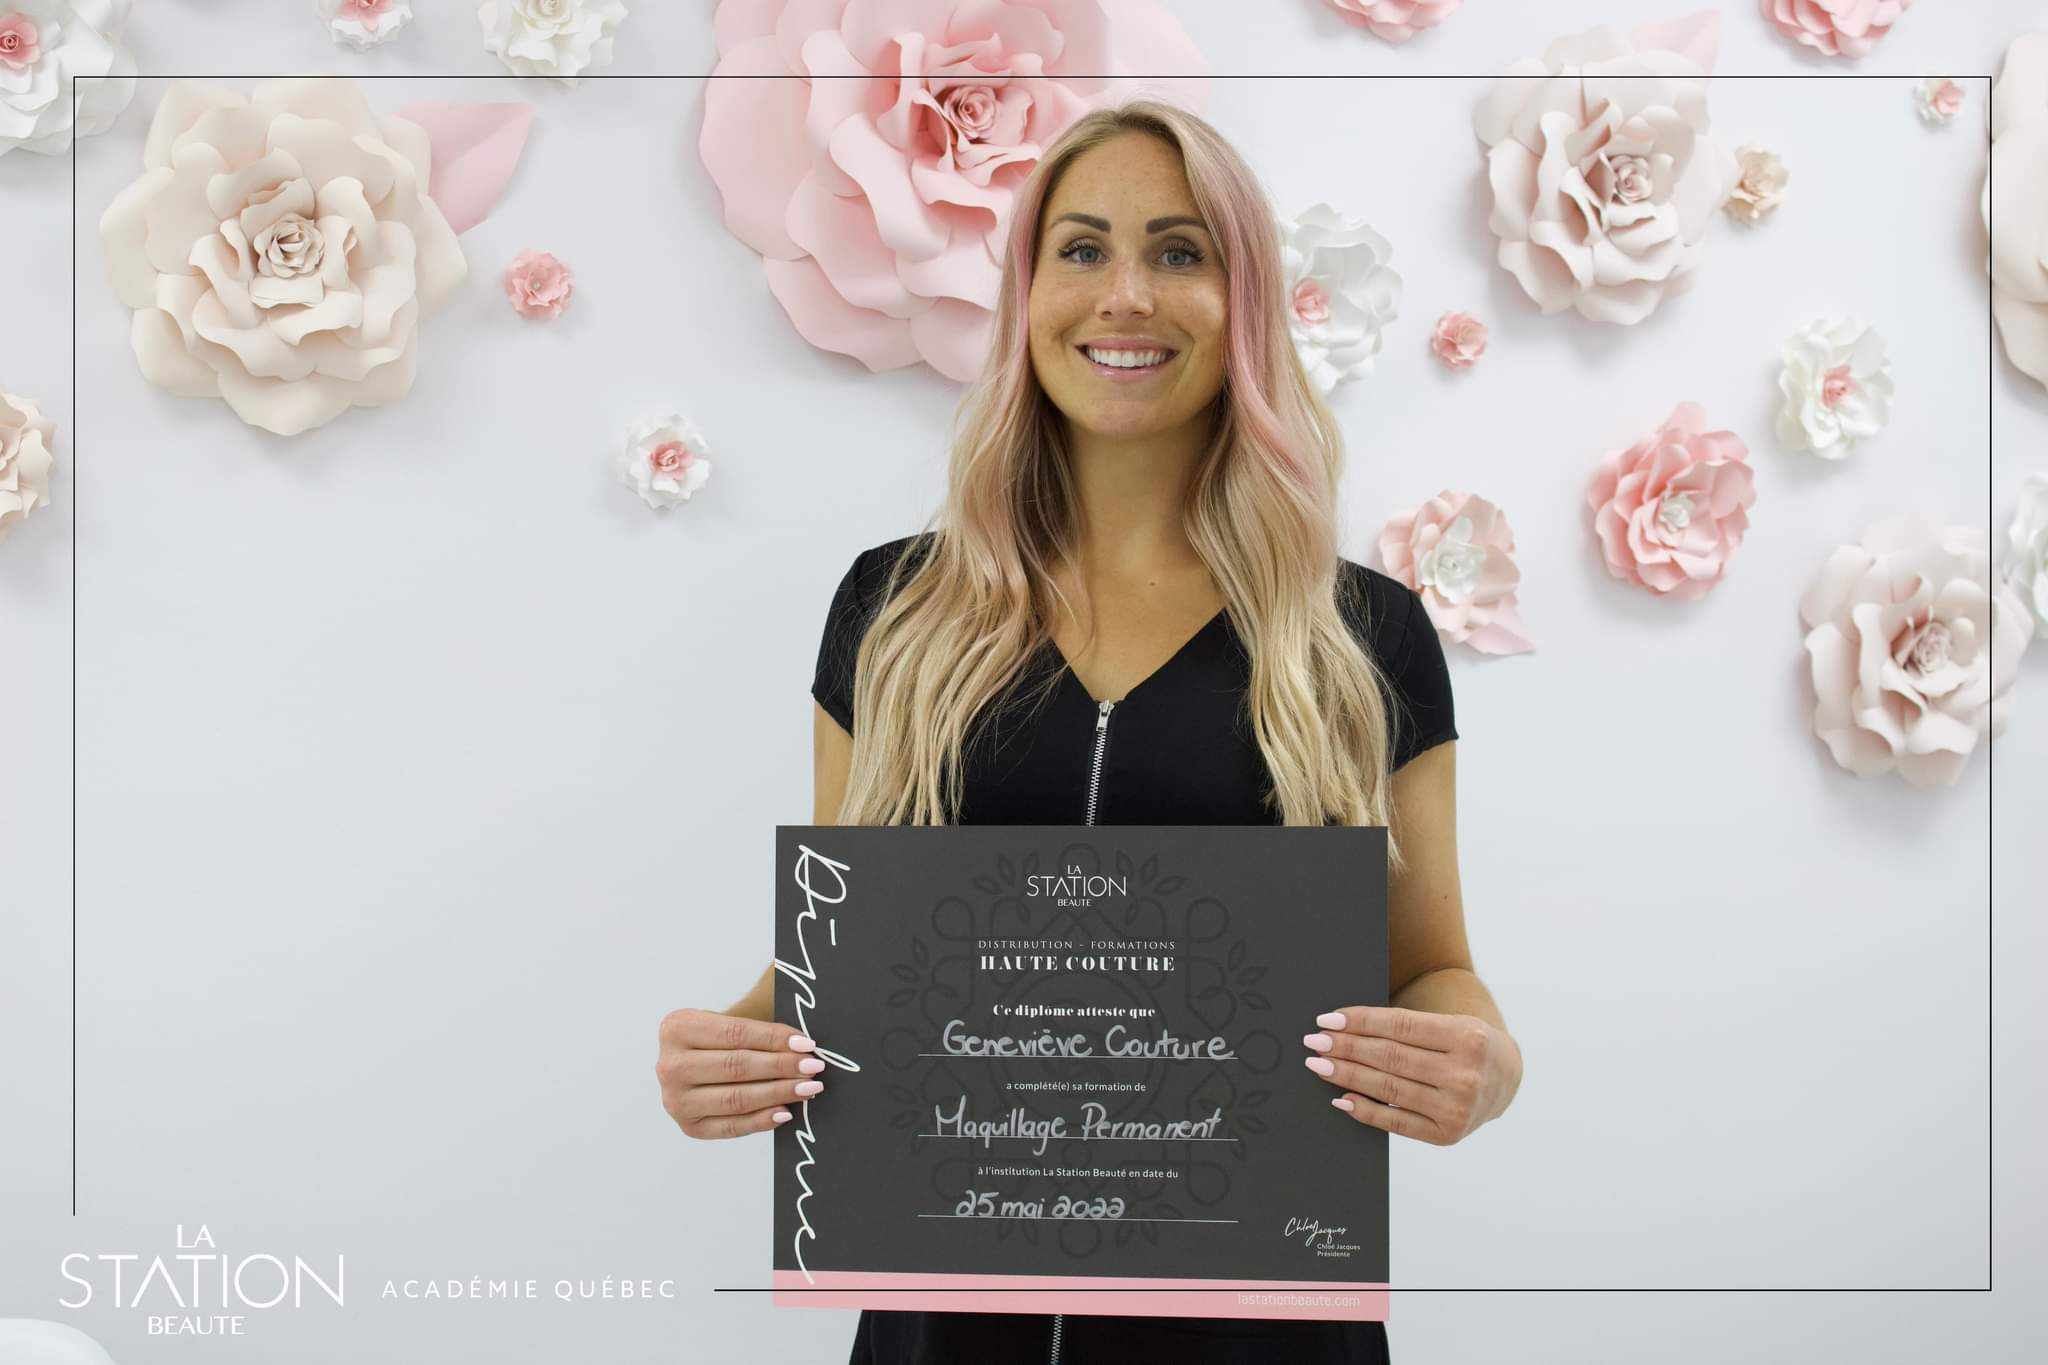 Diplôme
LA
STATION
BEAUTE
DISTRIBUTION - FORMATIONS
HAUTE COUTURE
Ce diplôme atteste que
Geneviève Couture
a complété(e) sa formation de
Maquillage Permanent
à l'institution La Station Beauté en date du
25 mai 2022
Chloé Jacques
Chloé Jacques
Présidente
lastationbeaute.com
LA
STATION
BEAUTE
ACADÉMIE QUÉBEC